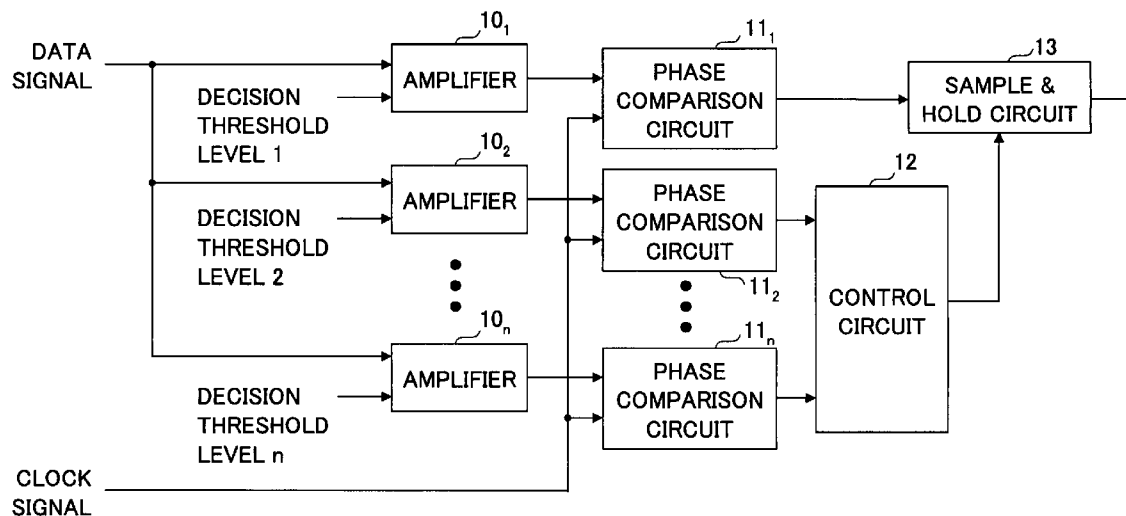 DATA
SIGNAL
10₁
AMPLIFIER
DECISION
THRESHOLD
LEVEL 1
11₁
PHASE
COMPARISON
CIRCUIT
13
SAMPLE &
HOLD CIRCUIT
10₂
AMPLIFIER
DECISION
THRESHOLD
LEVEL 2
PHASE
COMPARISON
CIRCUIT
11₂
12
CONTROL
CIRCUIT
10ₙ
AMPLIFIER
DECISION
THRESHOLD
LEVEL n
11ₙ
PHASE
COMPARISON
CIRCUIT
CLOCK
SIGNAL